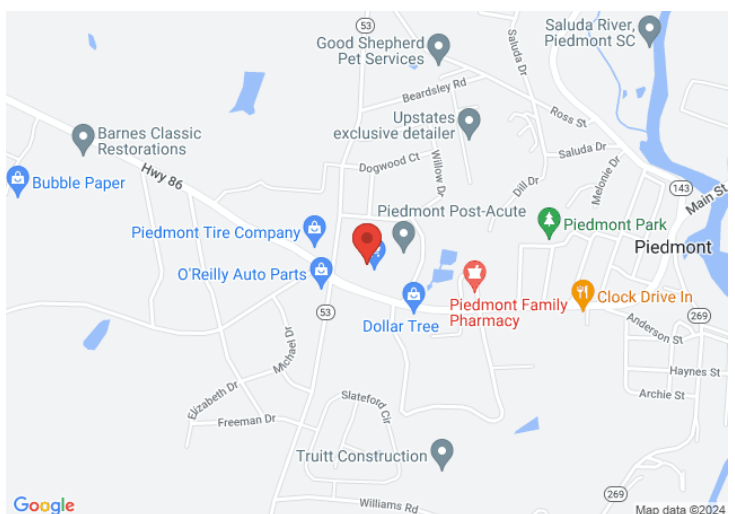 53
Saluda River,
Piedmont SC
Good Shepherd
Pet Services
Saluda Dr
Beardsley Rd
Ross St
Upstates
exclusive detailer
Barnes Classic
Restorations
Hwy 86
Dogwood Ct
Willow Dr
Saluda Dr
Dill Dr
Melonie Dr
143
Main St
Bubble Paper
Piedmont Post-Acute
Piedmont Park
Piedmont
Piedmont Tire Company
O'Reilly Auto Parts
Piedmont Family
Pharmacy
Clock Drive In
53
Dollar Tree
269
Anderson St
Michael Dr
Haynes St
Elizabeth Dr
Archie St
Slateford Cir
Freeman Dr
Truitt Construction
269
Williams Rd
Google
Map data ©2024